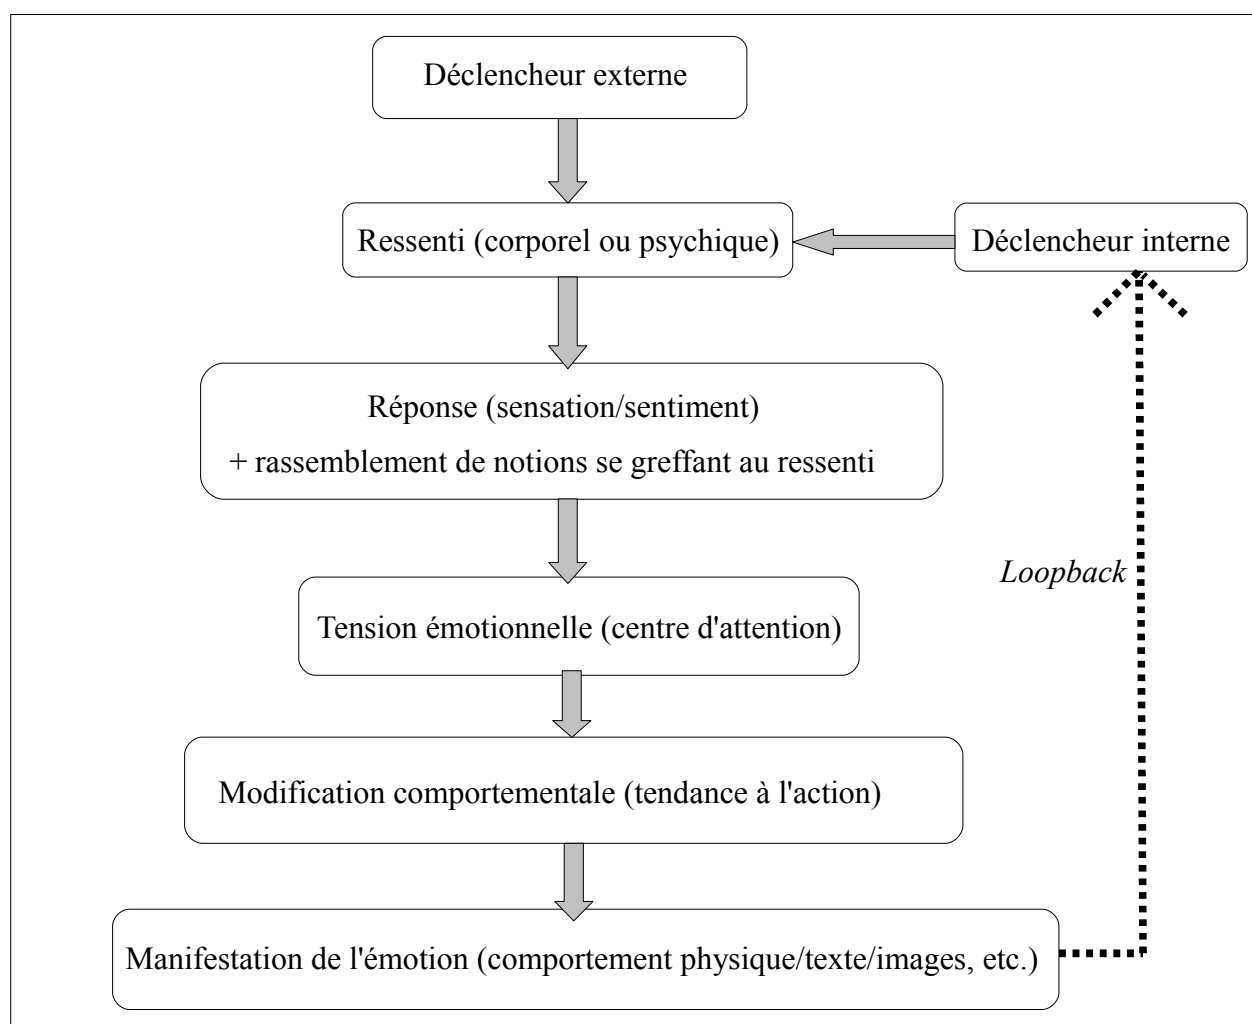 Déclencheur externe
Ressenti (corporel ou psychique)
Déclencheur interne
Réponse (sensation/sentiment)
+ rassemblement de notions se greffant au ressenti
Loopback
Tension émotionnelle (centre d'attention)
Modification comportementale (tendance à l'action)
Manifestation de l'émotion (comportement physique/texte/images, etc.)